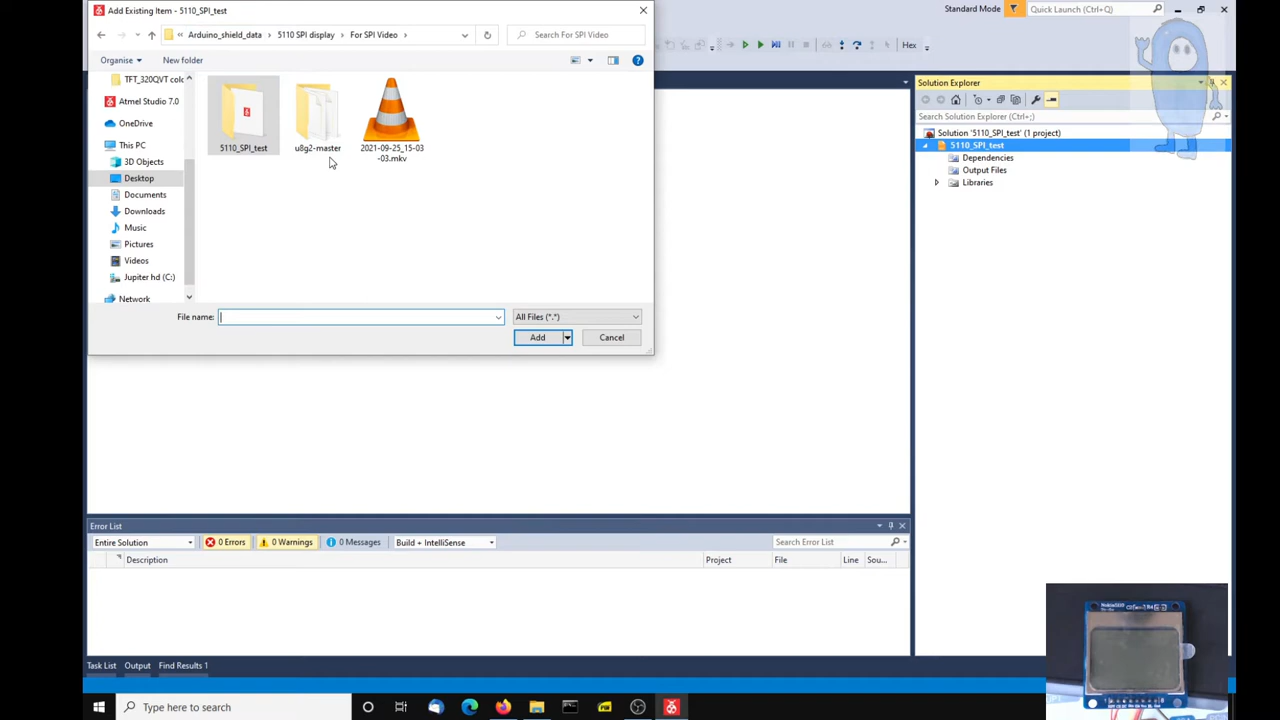 Add Existing Item - 5110_SPI_test
Standard Mode
Quick Launch (Ctrl+;)
Arduino_shield_data > 5110 SPI display > For SPI Video >
Search For SPI Video
Hex
Organise
New folder
TFT_320QVT colo
Atmel Studio 7.0
OneDrive
This PC
3D Objects
Desktop
Documents
Downloads
Music
Pictures
Videos
Jupiter hd (C:)
Network
5110_SPI_test
u8g2-master
2021-09-25_15-03
-03.mkv
File name:
All Files (*.*)
Add
Cancel
Solution Explorer
Search Solution Explorer (Ctrl+;)
Solution '5110_SPI_test' (1 project)
5110_SPI_test
Dependencies
Output Files
Libraries
Error List
Entire Solution
0 Errors
0 Warnings
0 Messages
Build + IntelliSense
Search Error List
Description
Project
File
Line
Sou...
Task List
Output
Find Results 1
Type here to search